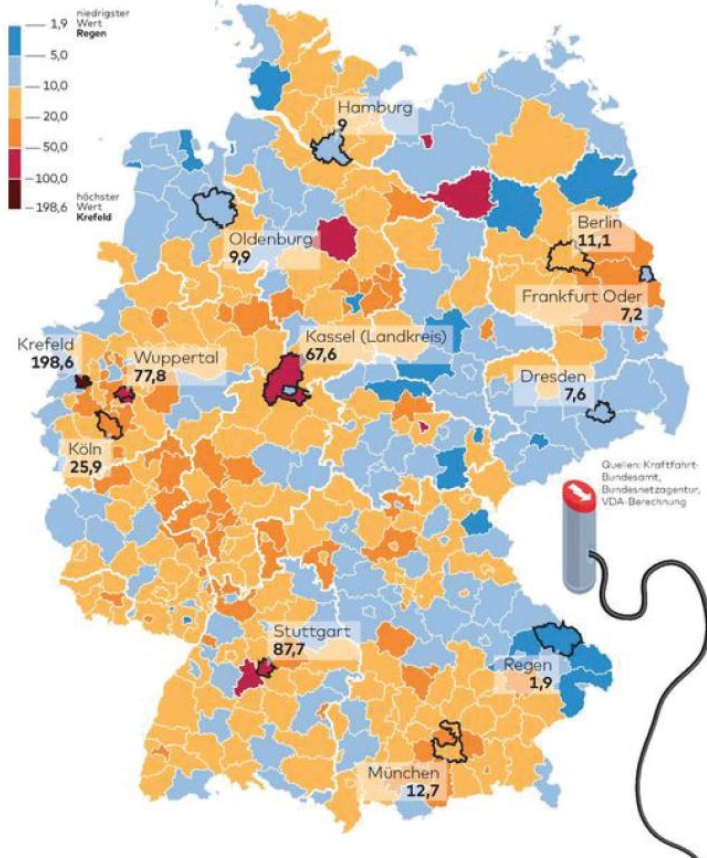 niedrigster
Wert
Regen
1,9
5,0
10,0
20,0
50,0
100,0
198,6
höchster
Wert
Krefeld
Hamburg
9
Oldenburg
9,9
Berlin
11,1
Frankfurt Oder
7,2
Krefeld
198,6
Wuppertal
77,8
Kassel (Landkreis)
67,6
Dresden
7,6
Köln
25,9
Quellen: Kraftfahrt-
Bundesamt,
Bundesnetzagentur,
VDA-Berechnung
Stuttgart
87,7
Regen
1,9
München
12,7